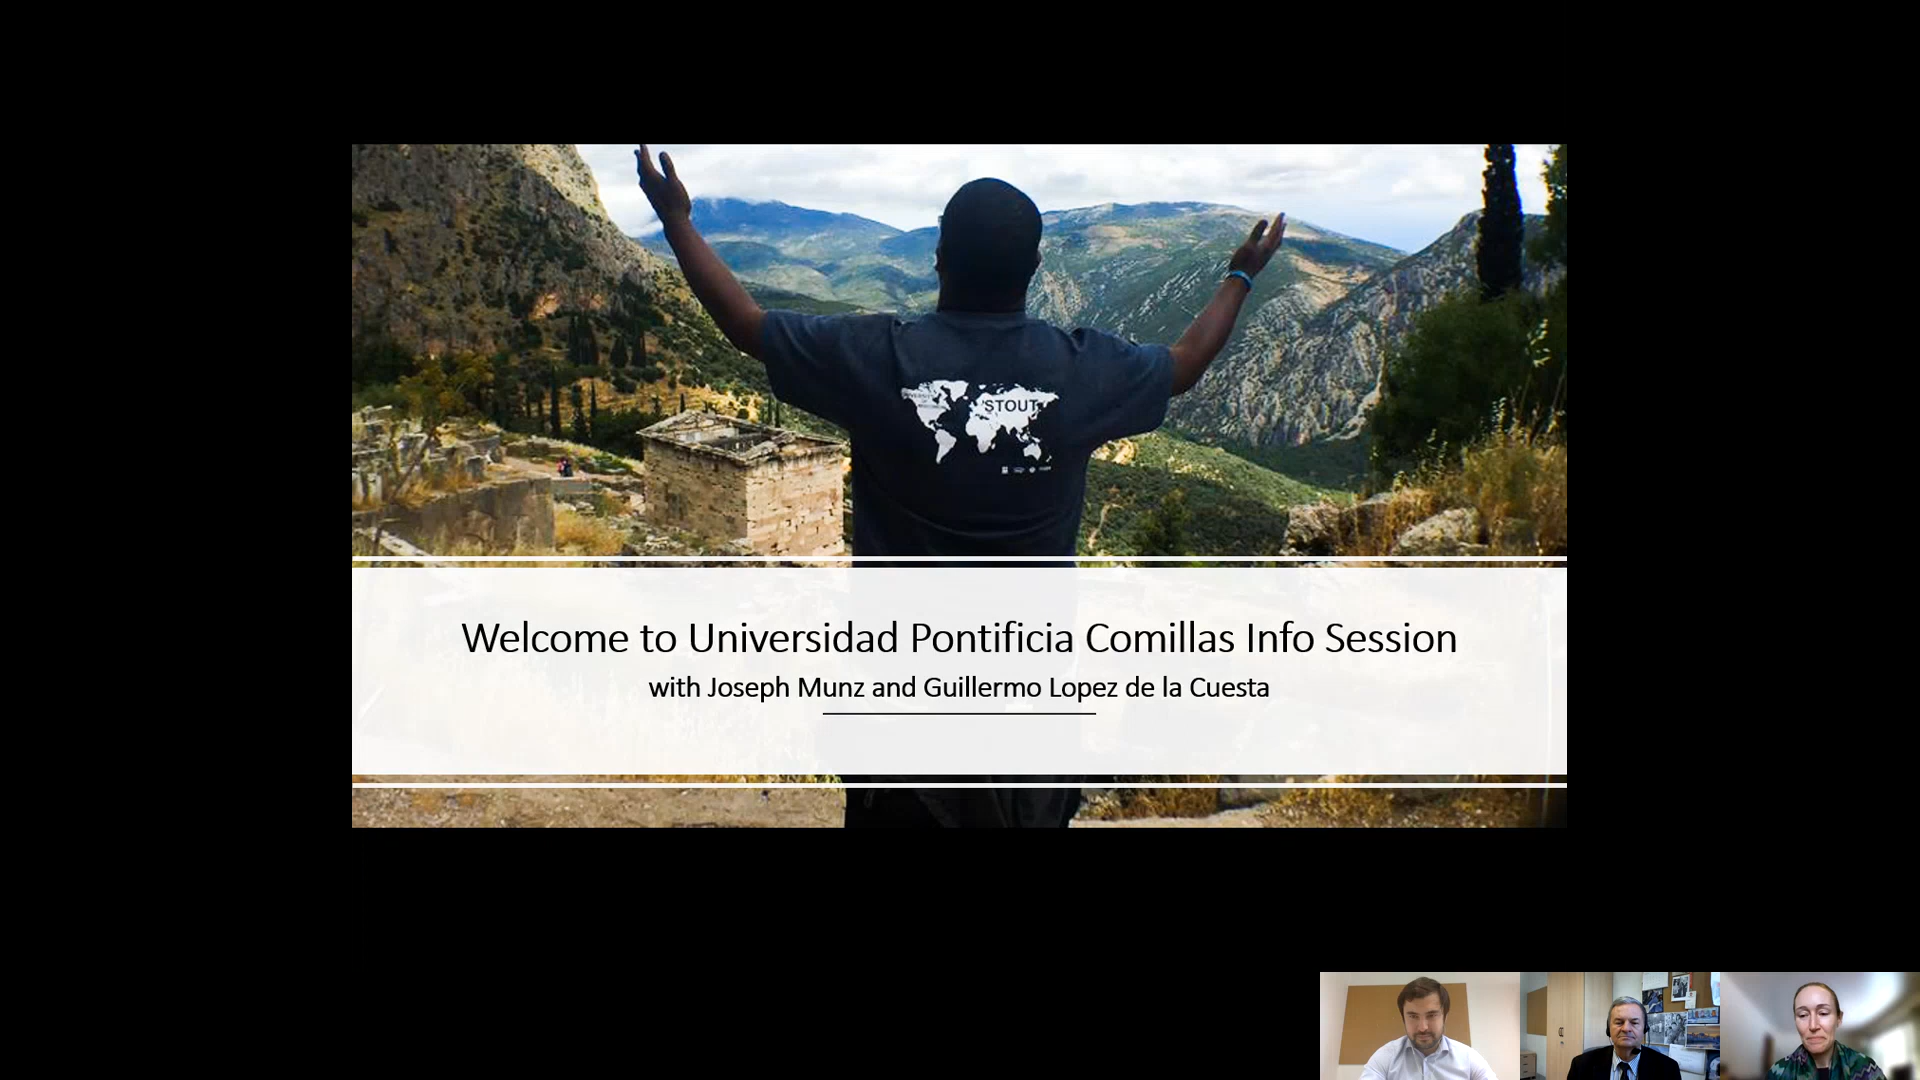 STOUT
Welcome to Universidad Pontificia Comillas Info Session
with Joseph Munz and Guillermo Lopez de la Cuesta